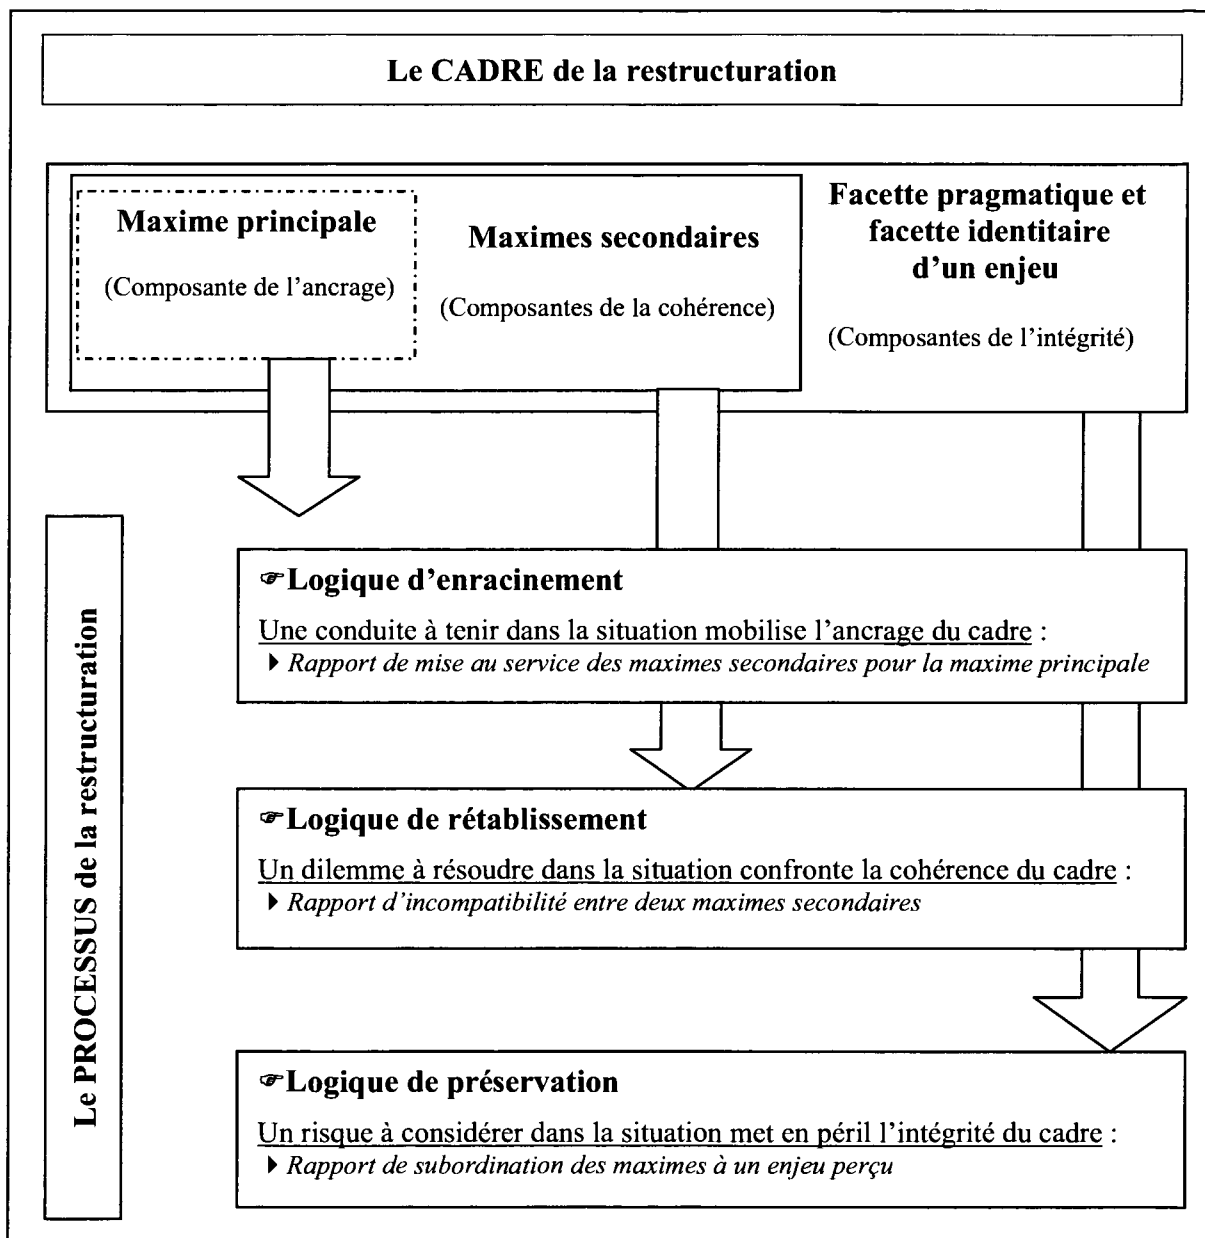 Le CADRE de la restructuration
Maxime principale
(Composante de l'ancrage)
Maximes secondaires
(Composantes de la cohérence)
Facette pragmatique et
facette identitaire
d'un enjeu
(Composantes de l'intégrité)
Le PROCESSUS de la restructuration
☞Logique d'enracinement
Une conduite à tenir dans la situation mobilise l'ancrage du cadre :
Rapport de mise au service des maximes secondaires pour la maxime principale
☞Logique de rétablissement
Un dilemme à résoudre dans la situation confronte la cohérence du cadre :
Rapport d'incompatibilité entre deux maximes secondaires
☞Logique de préservation
Un risque à considérer dans la situation met en péril l'intégrité du cadre :
Rapport de subordination des maximes à un enjeu perçu